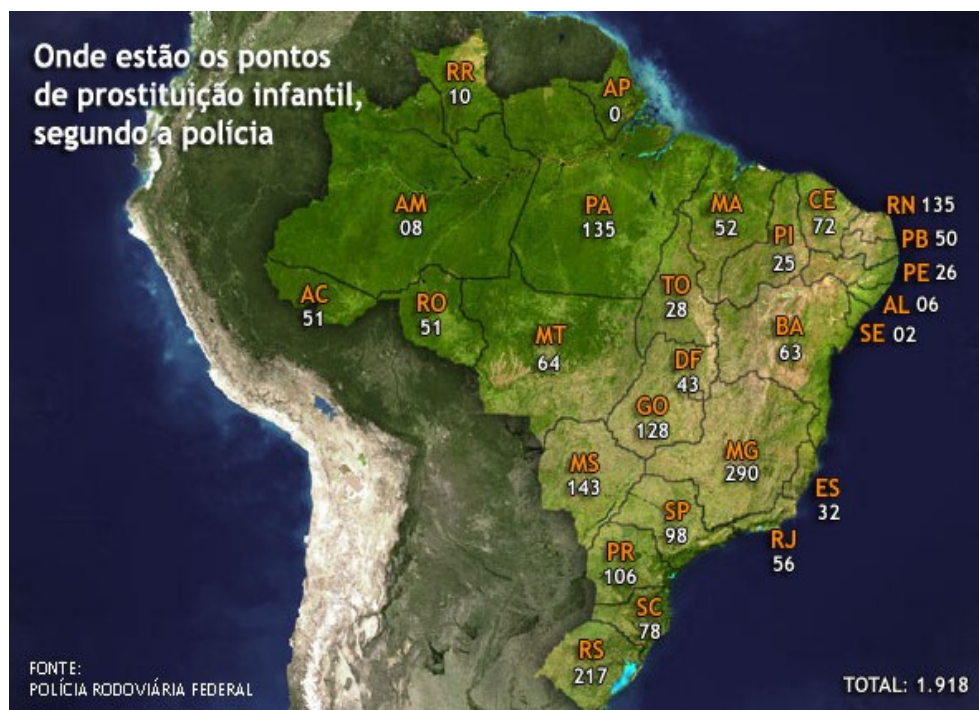 Onde estão os pontos
de prostituição infantil,
segundo a polícia
RR
10
AP
0
AM
08
PA
135
MA
52
CE
72
RN 135
PI
25
PB 50
PE 26
AL 06
SE 02
AC
51
RO
51
TO
28
BA
63
MT
64
DF
43
GO
128
MG
290
MS
143
ES
32
SP
98
RJ
56
PR
106
SC
78
RS
217
FONTE:
POLÍCIA RODOVIÁRIA FEDERAL
TOTAL: 1.918